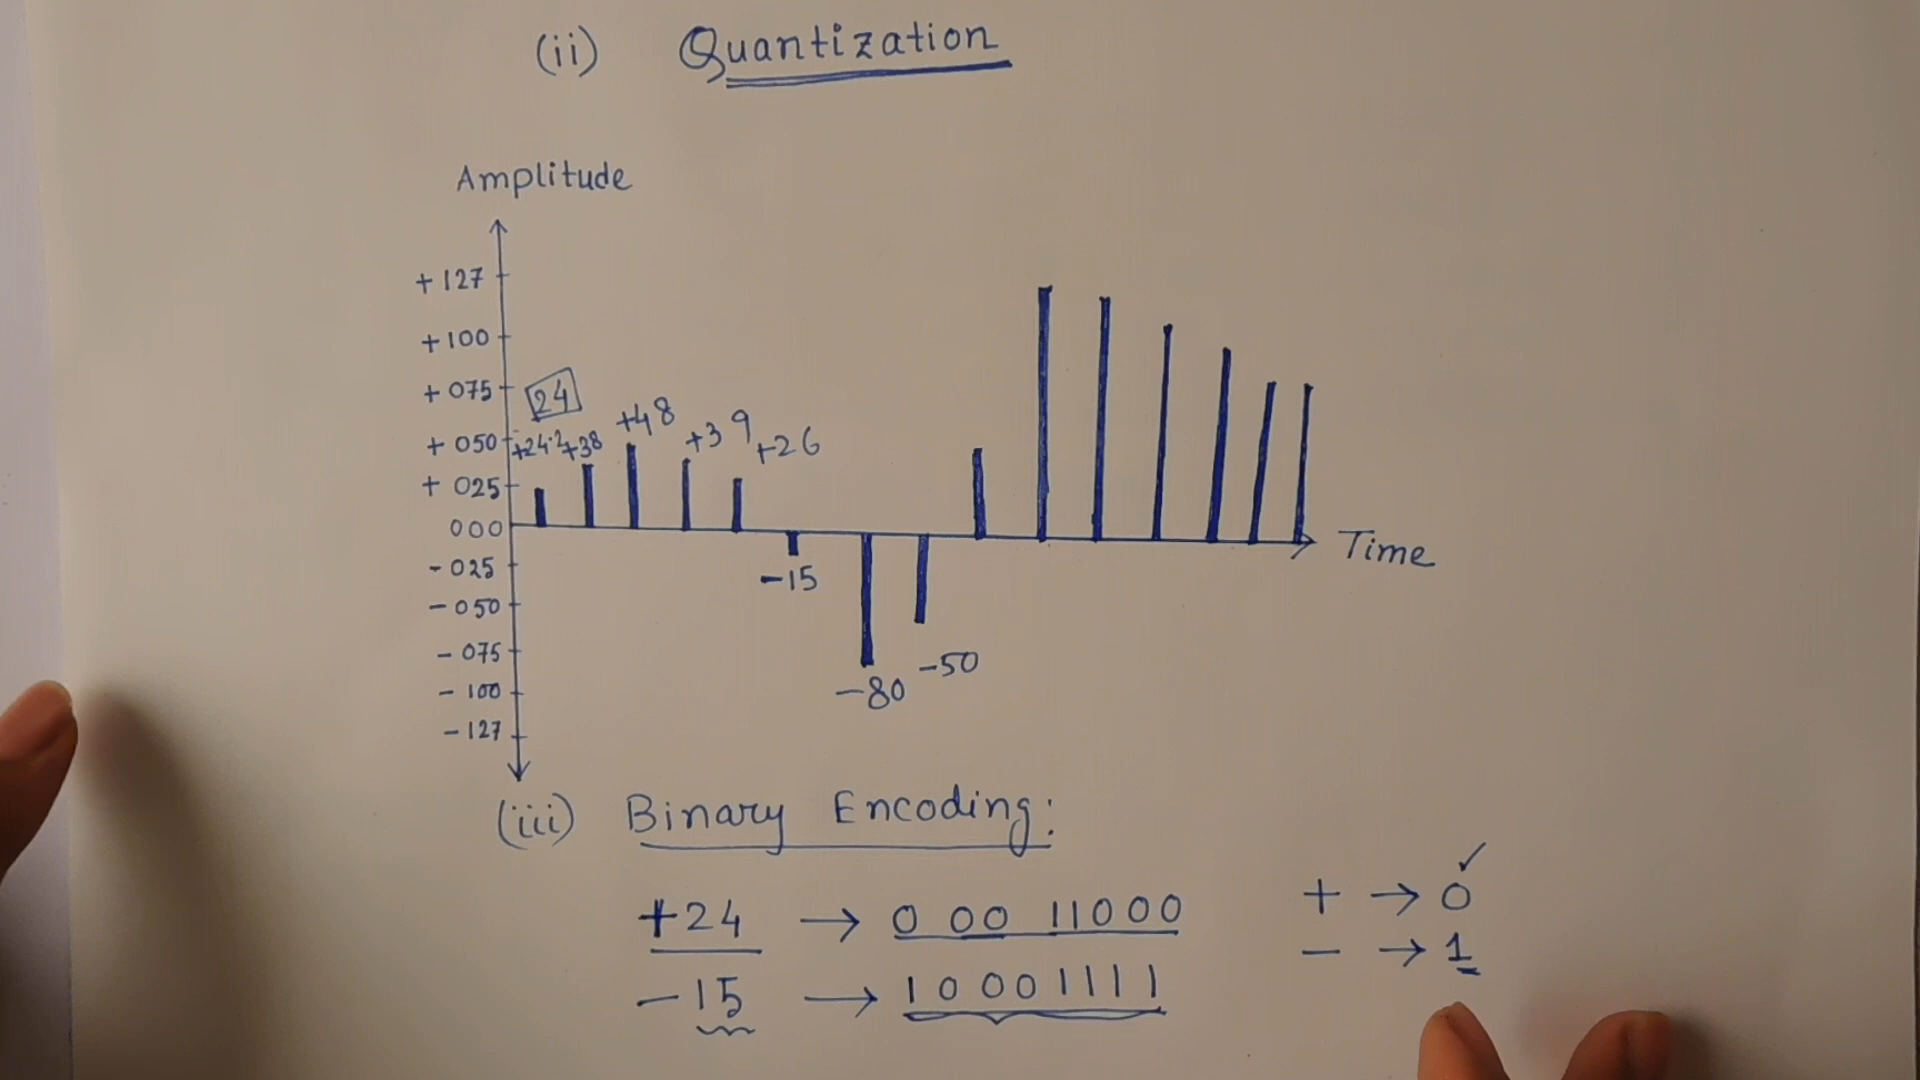 (ii) Quantization
Amplitude
+127
+100
+075
24
+48
+39
+26
+050
+24.2
+38
+025
000
-025
-15
Time
-050
-075
-50
-100
-80
-127
(iii) Binary Encoding:
+24 → 0 00 11000
+ → 0 ✓
-15 → 10001111
- → 1